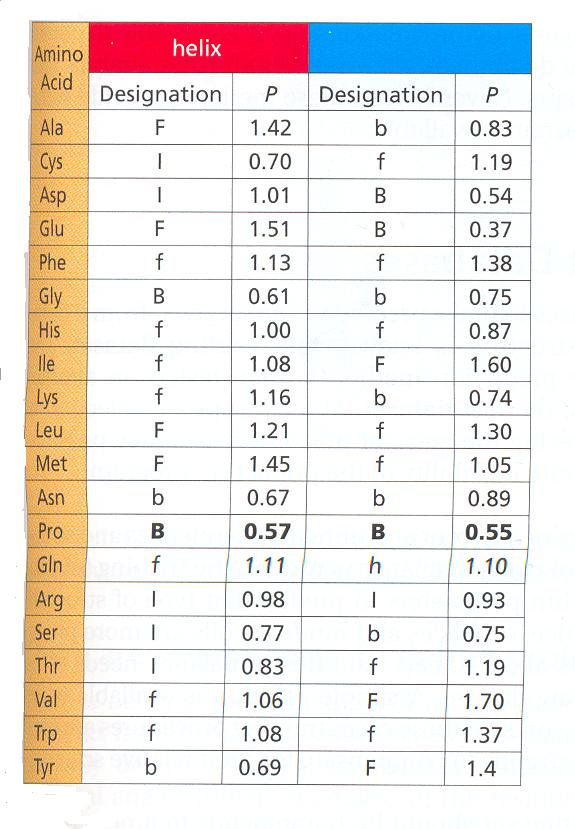 Amino Acid helix
Designation P Designation P
Ala F 1.42 b 0.83
Cys I 0.70 f 1.19
Asp I 1.01 B 0.54
Glu F 1.51 B 0.37
Phe f 1.13 f 1.38
Gly B 0.61 b 0.75
His f 1.00 f 0.87
Ile f 1.08 F 1.60
Lys f 1.16 b 0.74
Leu F 1.21 f 1.30
Met F 1.45 f 1.05
Asn b 0.67 b 0.89
Pro B 0.57 B 0.55
Gln f 1.11 h 1.10
Arg I 0.98 I 0.93
Ser I 0.77 b 0.75
Thr I 0.83 f 1.19
Val f 1.06 F 1.70
Trp f 1.08 f 1.37
Tyr b 0.69 F 1.4